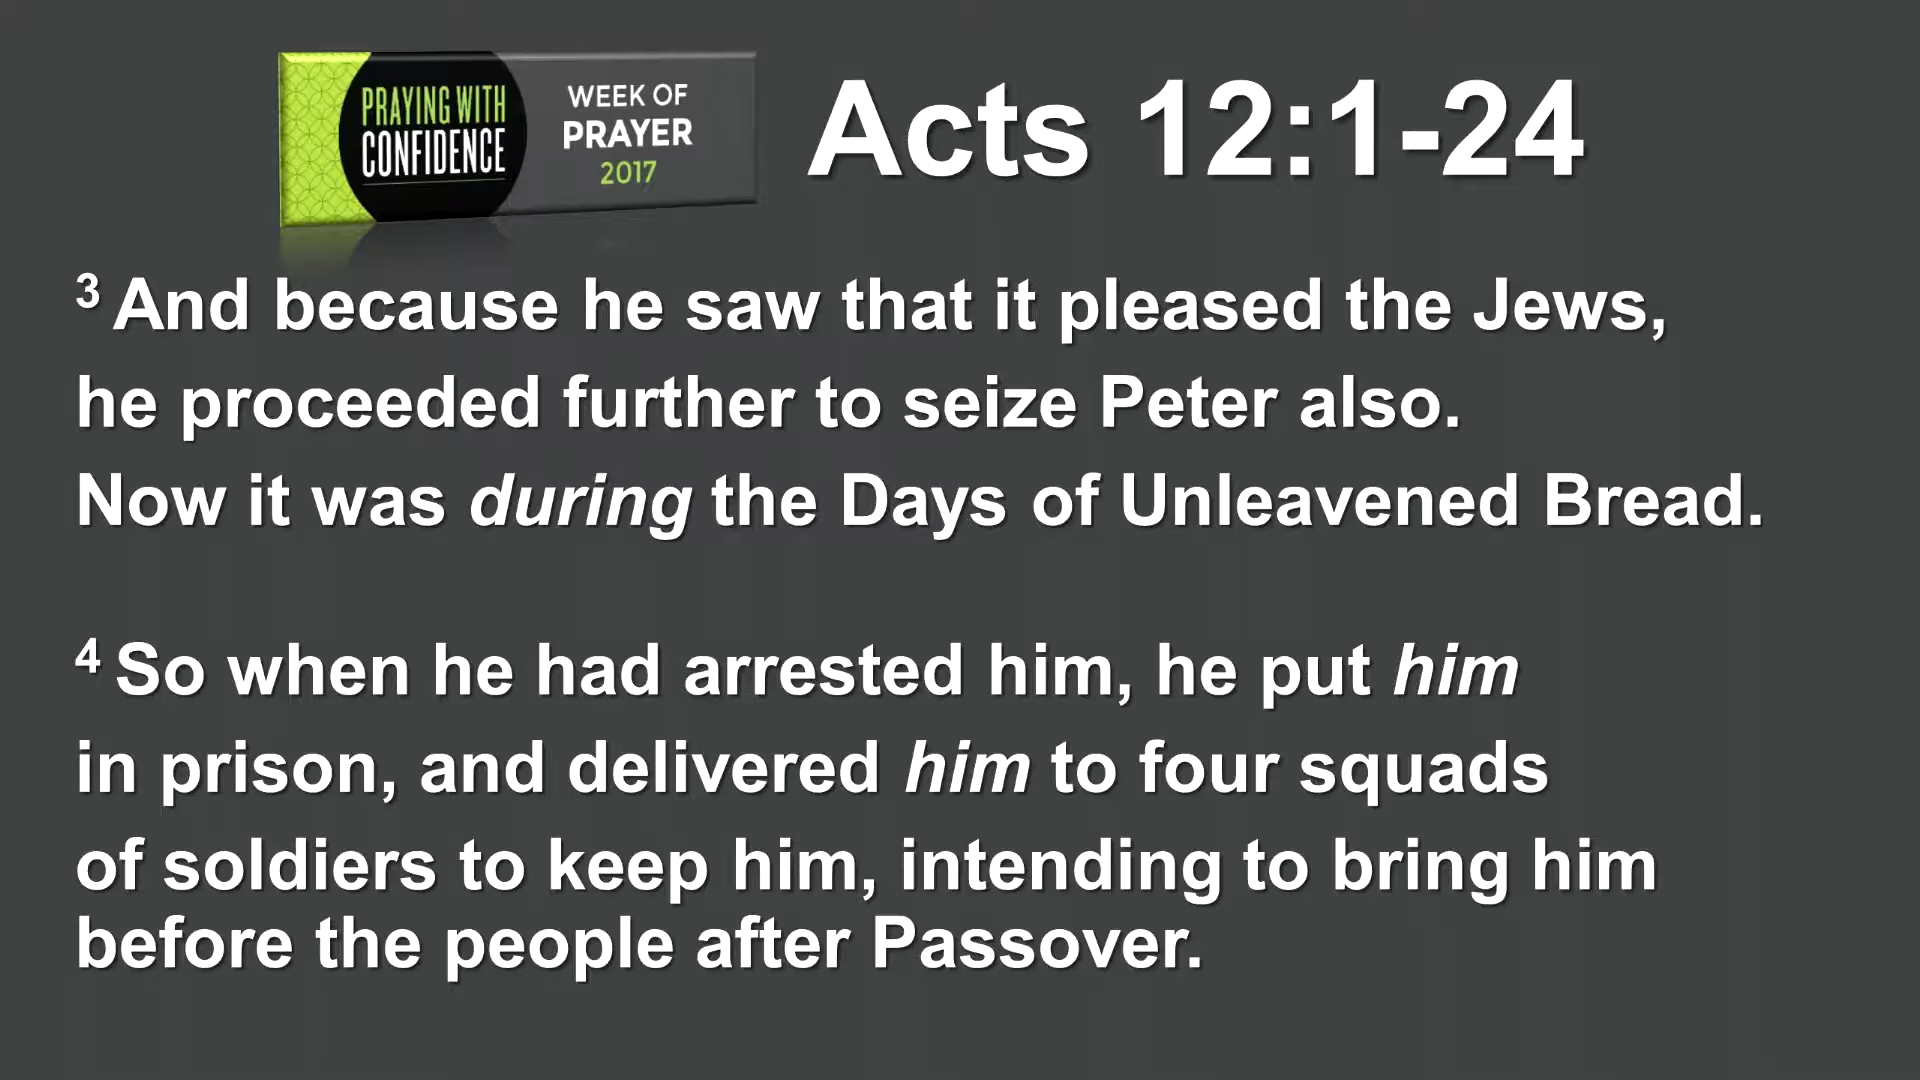 PRAYING WITH
CONFIDENCE
WEEK OF
PRAYER
2017
Acts 12:1-24
3 And because he saw that it pleased the Jews,
he proceeded further to seize Peter also.
Now it was during the Days of Unleavened Bread.
4 So when he had arrested him, he put him
in prison, and delivered him to four squads
of soldiers to keep him, intending to bring him
before the people after Passover.